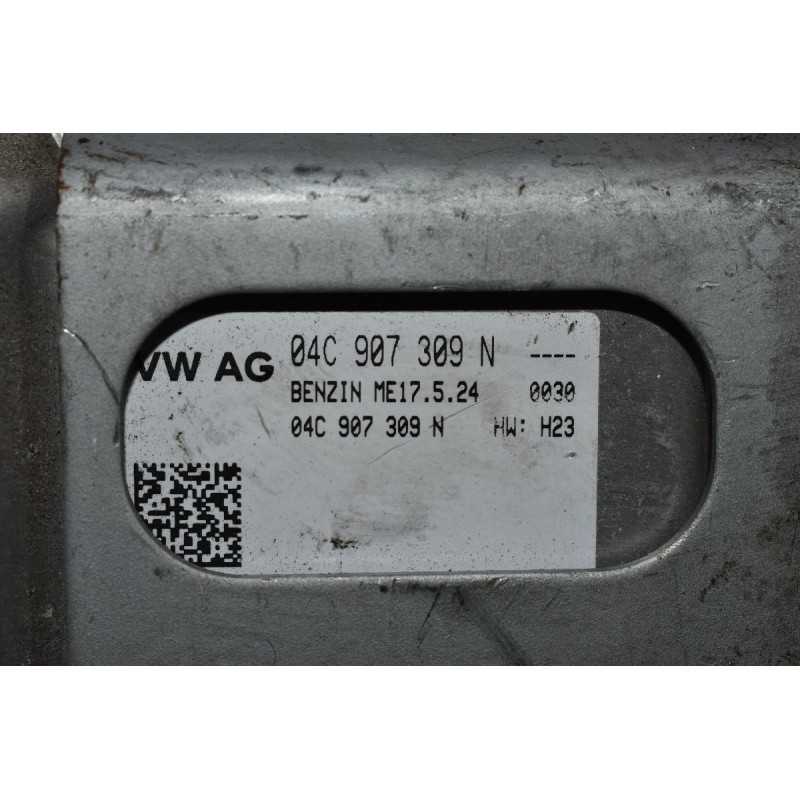 VW AG 04C 907 309 N ----
BENZIN ME17.5.24 0030
04C 907 309 N HW: H23